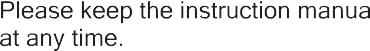 Please keep the instruction manua
at any time.